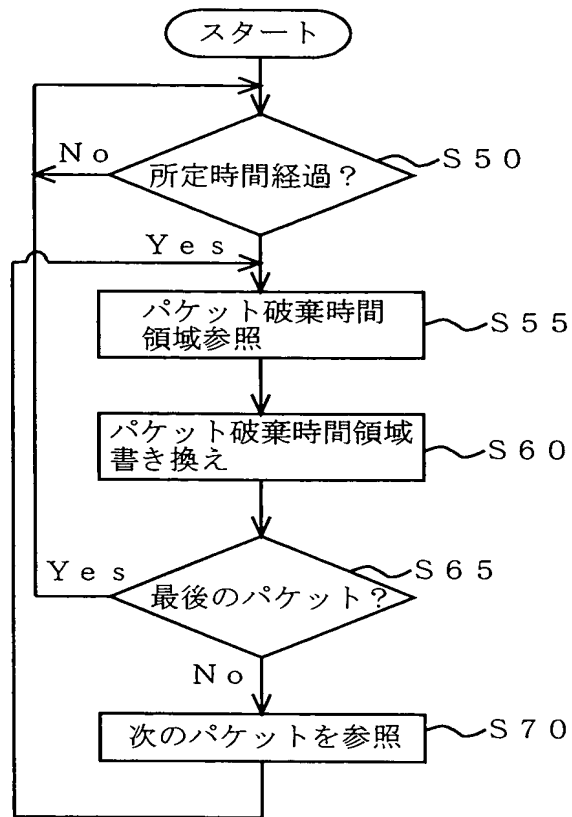 スタート
No
所定時間経過？
S50
Yes
パケット破棄時間
領域参照
S55
パケット破棄時間領域
書き換え
S60
Yes
最後のパケット？
S65
No
次のパケットを参照
S70